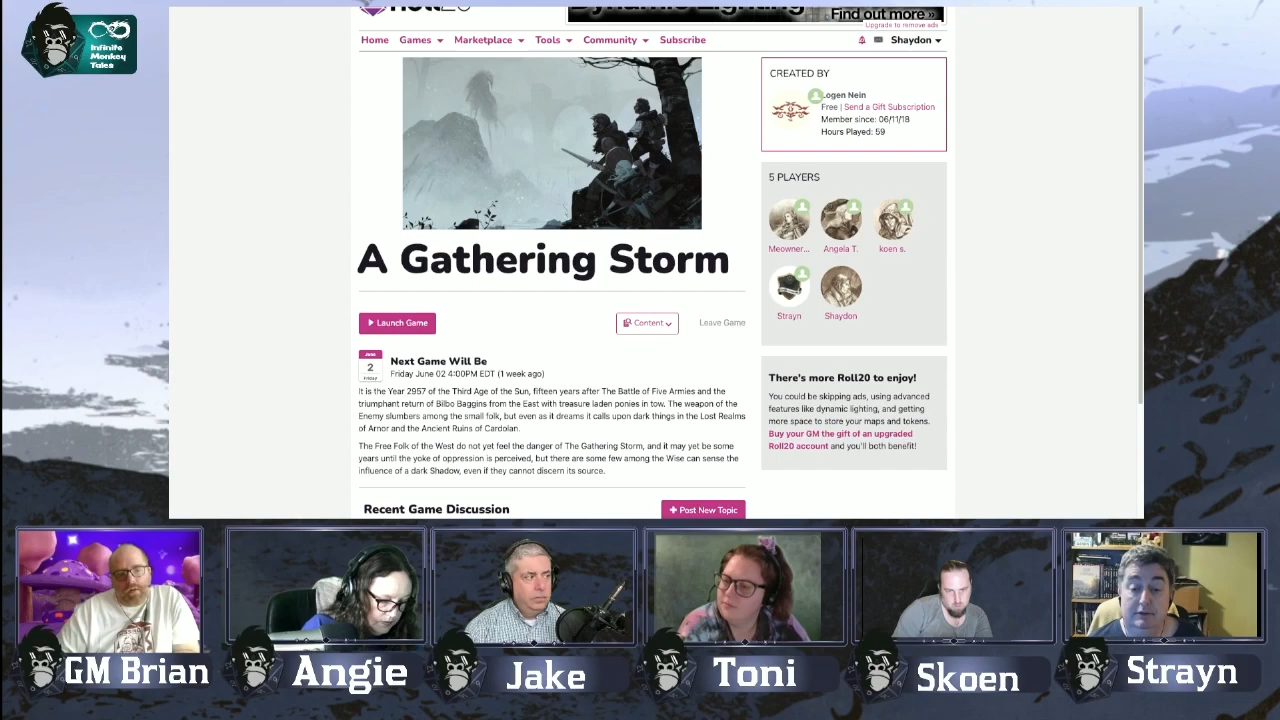 Infinite
Monkey
Tales
roll20
Find out more »
Upgrade to remove ads
Home Games Marketplace Tools Community Subscribe
Shaydon
CREATED BY
Logen Nein
Free | Send a Gift Subscription
Member since: 06/11/18
Hours Played: 59
5 PLAYERS
Meowner... Angela T. koen s.
Strayn Shaydon
A Gathering Storm
Launch Game
Content
Leave Game
June
2
Friday
Next Game Will Be
Friday June 02 4:00PM EDT (1 week ago)
It is the Year 2957 of the Third Age of the Sun, fifteen years after The Battle of Five Armies and the
triumphant return of Bilbo Baggins from the East with treasure laden ponies in tow. The weapon of the
Enemy slumbers among the small folk, but even as it dreams it calls upon dark things in the Lost Realms
of Arnor and the Ancient Ruins of Cardolan.
The Free Folk of the West do not yet feel the danger of The Gathering Storm, and it may yet be some
years until the yoke of oppression is perceived, but there are some few among the Wise can sense the
influence of a dark Shadow, even if they cannot discern its source.
There's more Roll20 to enjoy!
You could be skipping ads, using advanced
features like dynamic lighting, and getting
more space to store your maps and tokens.
Buy your GM the gift of an upgraded
Roll20 account and you'll both benefit!
Recent Game Discussion
+ Post New Topic
GM Brian
Angie
Jake
Toni
Skoen
Strayn